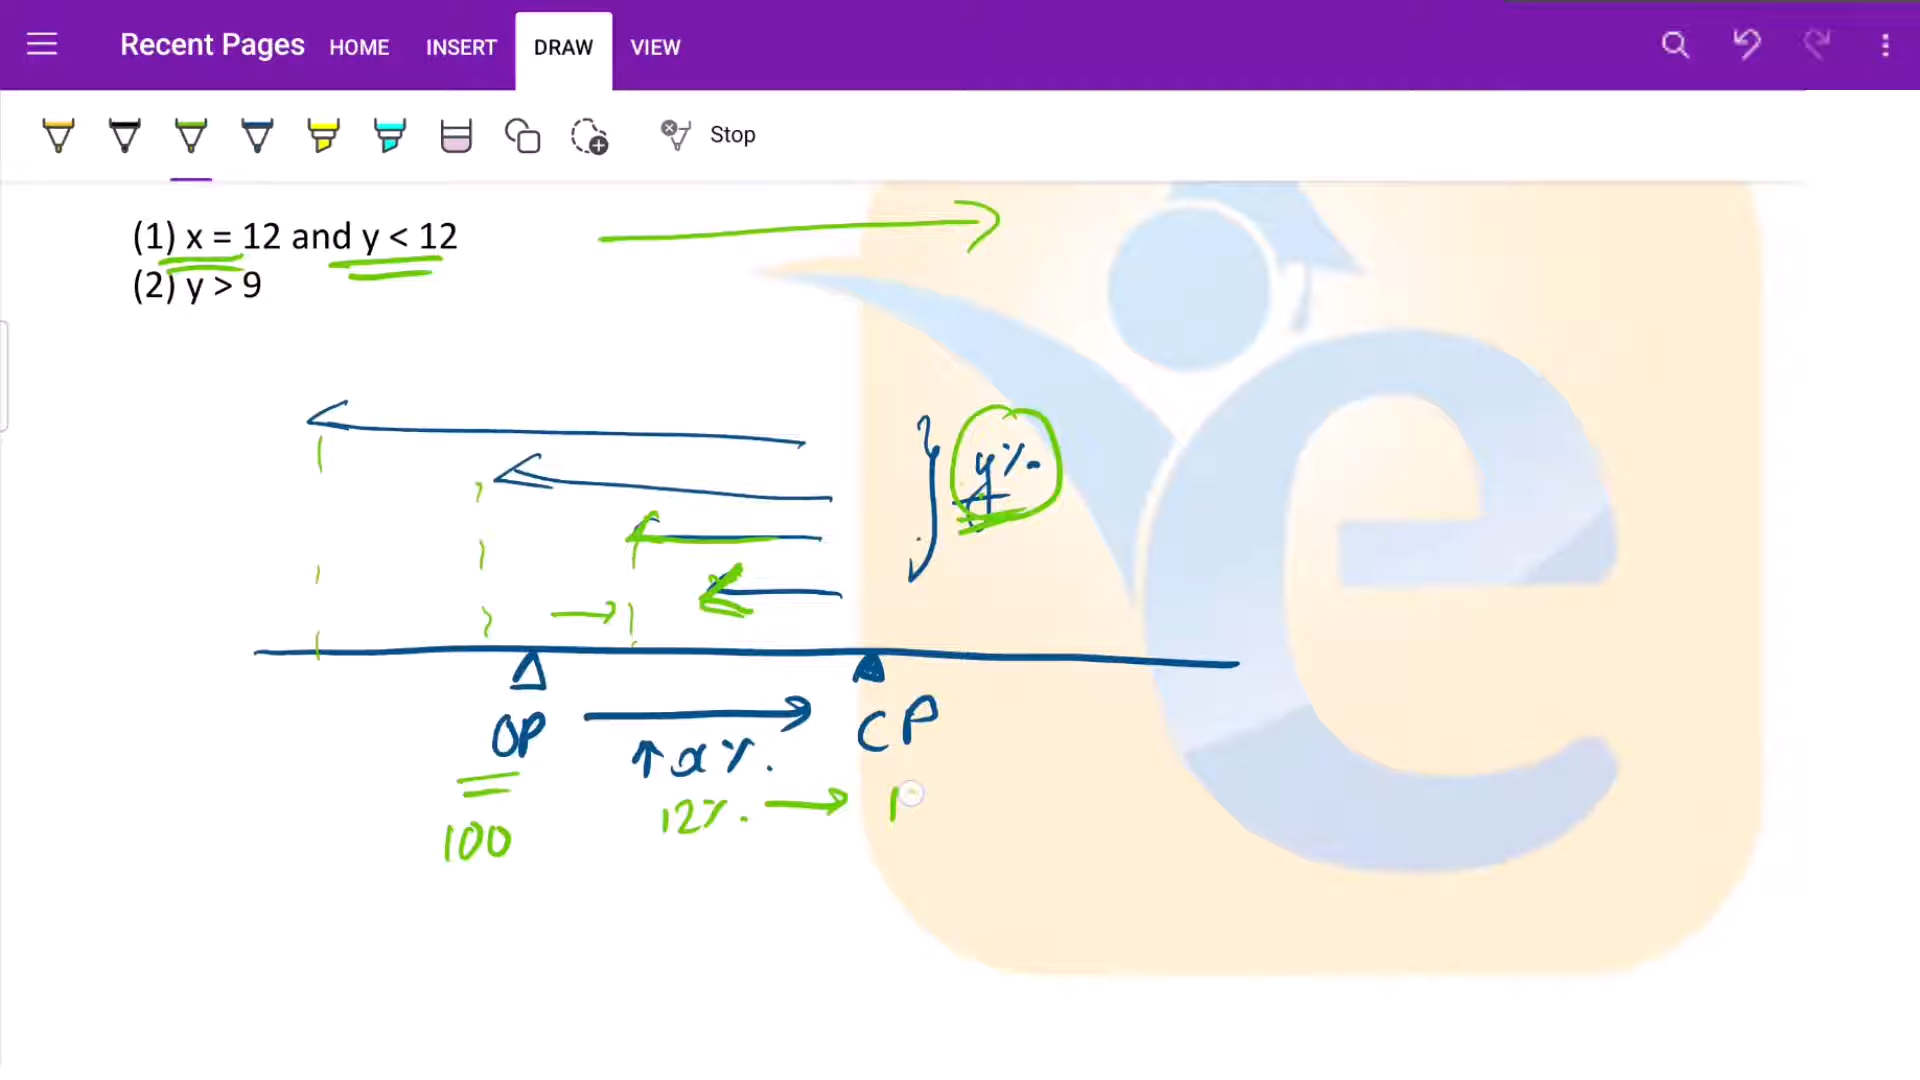 Recent Pages HOME INSERT DRAW VIEW
Stop
(1) x = 12 and y < 12
(2) y > 9
y%
OP ↑ x %. CP
12%. →
100